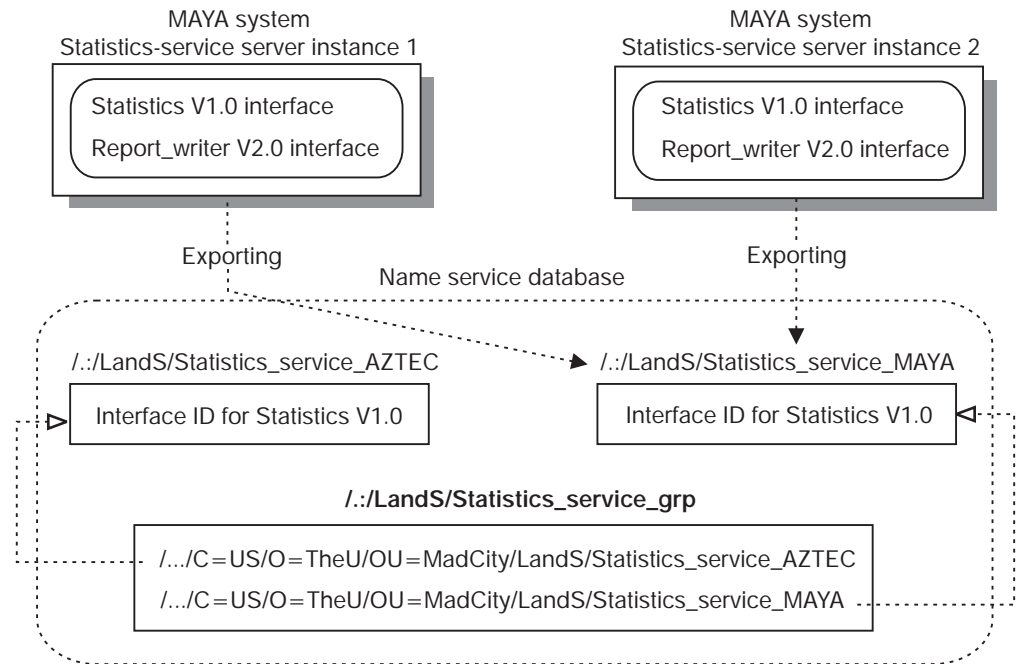 MAYA system
Statistics-service server instance 1
MAYA system
Statistics-service server instance 2
Statistics V1.0 interface
Report_writer V2.0 interface
Statistics V1.0 interface
Report_writer V2.0 interface
Exporting
Exporting
Name service database
/.:/LandS/Statistics_service_AZTEC
/.:/LandS/Statistics_service_MAYA
Interface ID for Statistics V1.0
Interface ID for Statistics V1.0
/.:/LandS/Statistics_service_grp
/.../C=US/O=TheU/OU=MadCity/LandS/Statistics_service_AZTEC
/.../C=US/O=TheU/OU=MadCity/LandS/Statistics_service_MAYA